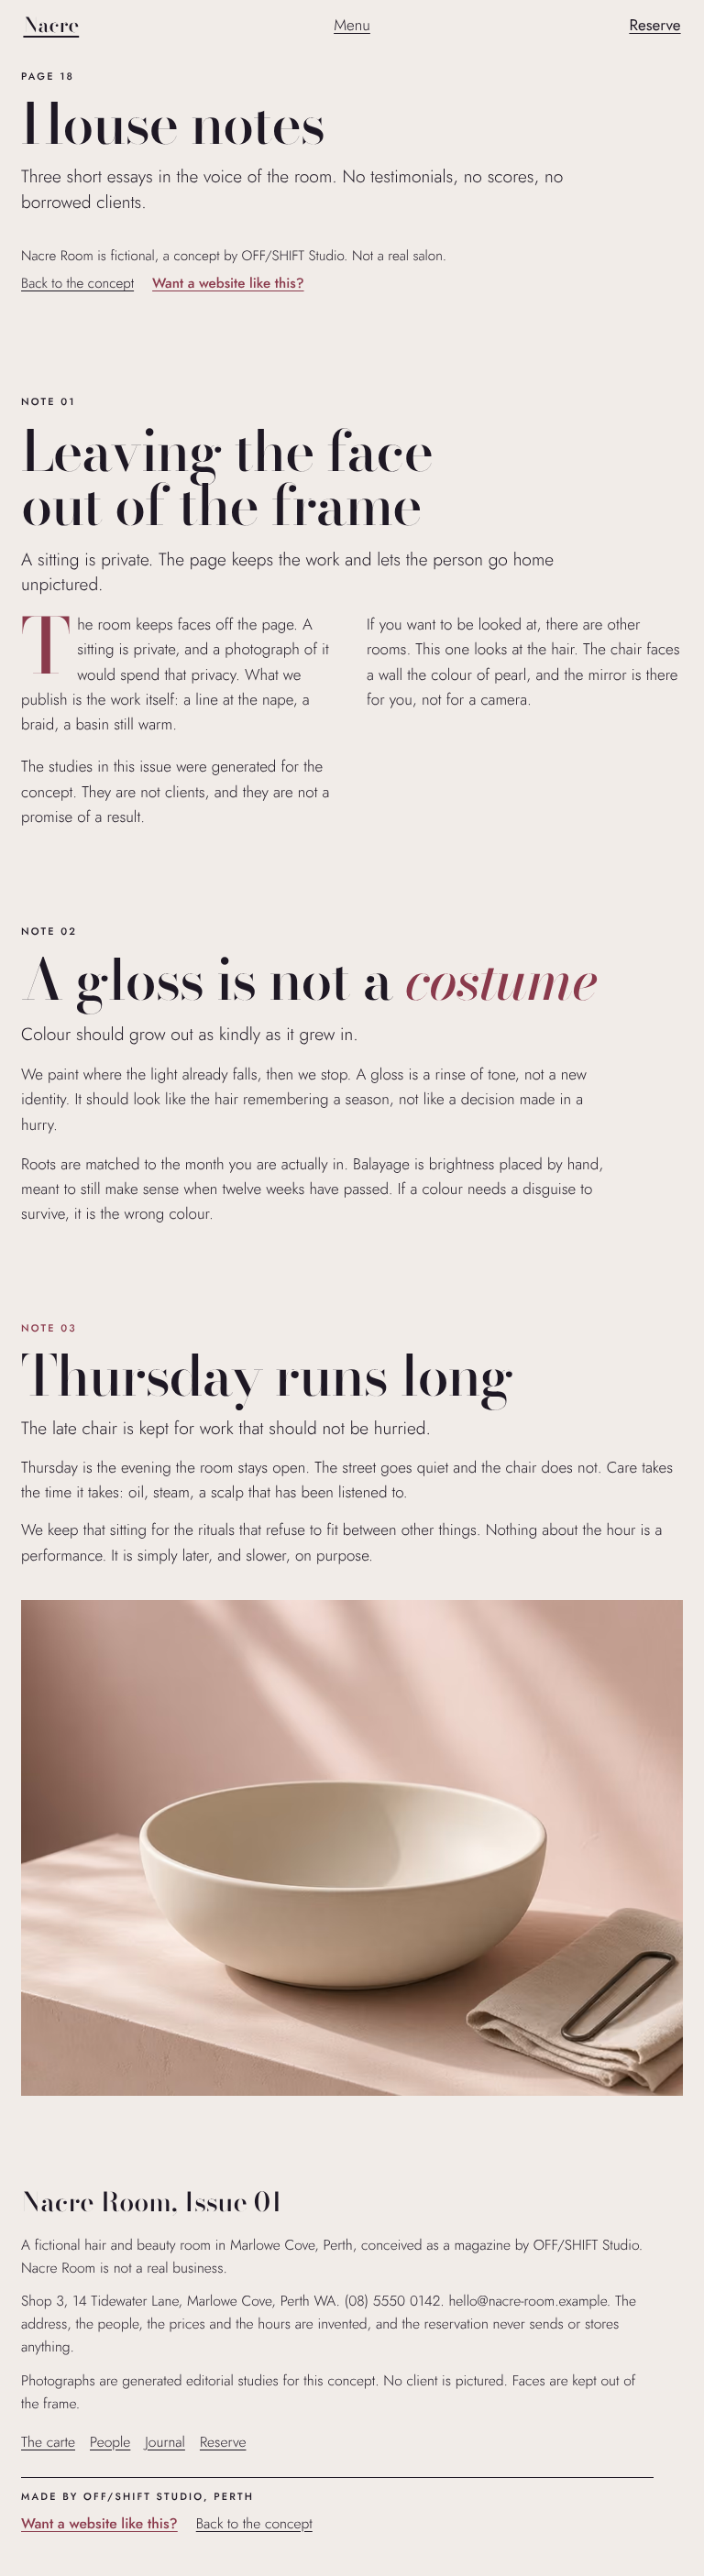 Nacre
Menu
Reserve
PAGE 18
House notes
Three short essays in the voice of the room. No testimonials, no scores, no
borrowed clients.
Nacre Room is fictional, a concept by OFF/SHIFT Studio. Not a real salon.
Back to the concept
Want a website like this?
NOTE 01
Leaving the face
out of the frame
A sitting is private. The page keeps the work and lets the person go home
unpictured.
The room keeps faces off the page. A
sitting is private, and a photograph of it
would spend that privacy. What we
publish is the work itself: a line at the nape, a
braid, a basin still warm.
The studies in this issue were generated for the
concept. They are not clients, and they are not a
promise of a result.
If you want to be looked at, there are other
rooms. This one looks at the hair. The chair faces
a wall the colour of pearl, and the mirror is there
for you, not for a camera.
NOTE 02
A gloss is not a costume
Colour should grow out as kindly as it grew in.
We paint where the light already falls, then we stop. A gloss is a rinse of tone, not a new
identity. It should look like the hair remembering a season, not like a decision made in a
hurry.
Roots are matched to the month you are actually in. Balayage is brightness placed by hand,
meant to still make sense when twelve weeks have passed. If a colour needs a disguise to
survive, it is the wrong colour.
NOTE 03
Thursday runs long
The late chair is kept for work that should not be hurried.
Thursday is the evening the room stays open. The street goes quiet and the chair does not. Care takes
the time it takes: oil, steam, a scalp that has been listened to.
We keep that sitting for the rituals that refuse to fit between other things. Nothing about the hour is a
performance. It is simply later, and slower, on purpose.
Nacre Room, Issue 01
A fictional hair and beauty room in Marlowe Cove, Perth, conceived as a magazine by OFF/SHIFT Studio.
Nacre Room is not a real business.
Shop 3, 14 Tidewater Lane, Marlowe Cove, Perth WA. (08) 5550 0142. hello@nacre-room.example. The
address, the people, the prices and the hours are invented, and the reservation never sends or stores
anything.
Photographs are generated editorial studies for this concept. No client is pictured. Faces are kept out of
the frame.
The carte
People
Journal
Reserve
MADE BY OFF/SHIFT STUDIO, PERTH
Want a website like this?
Back to the concept